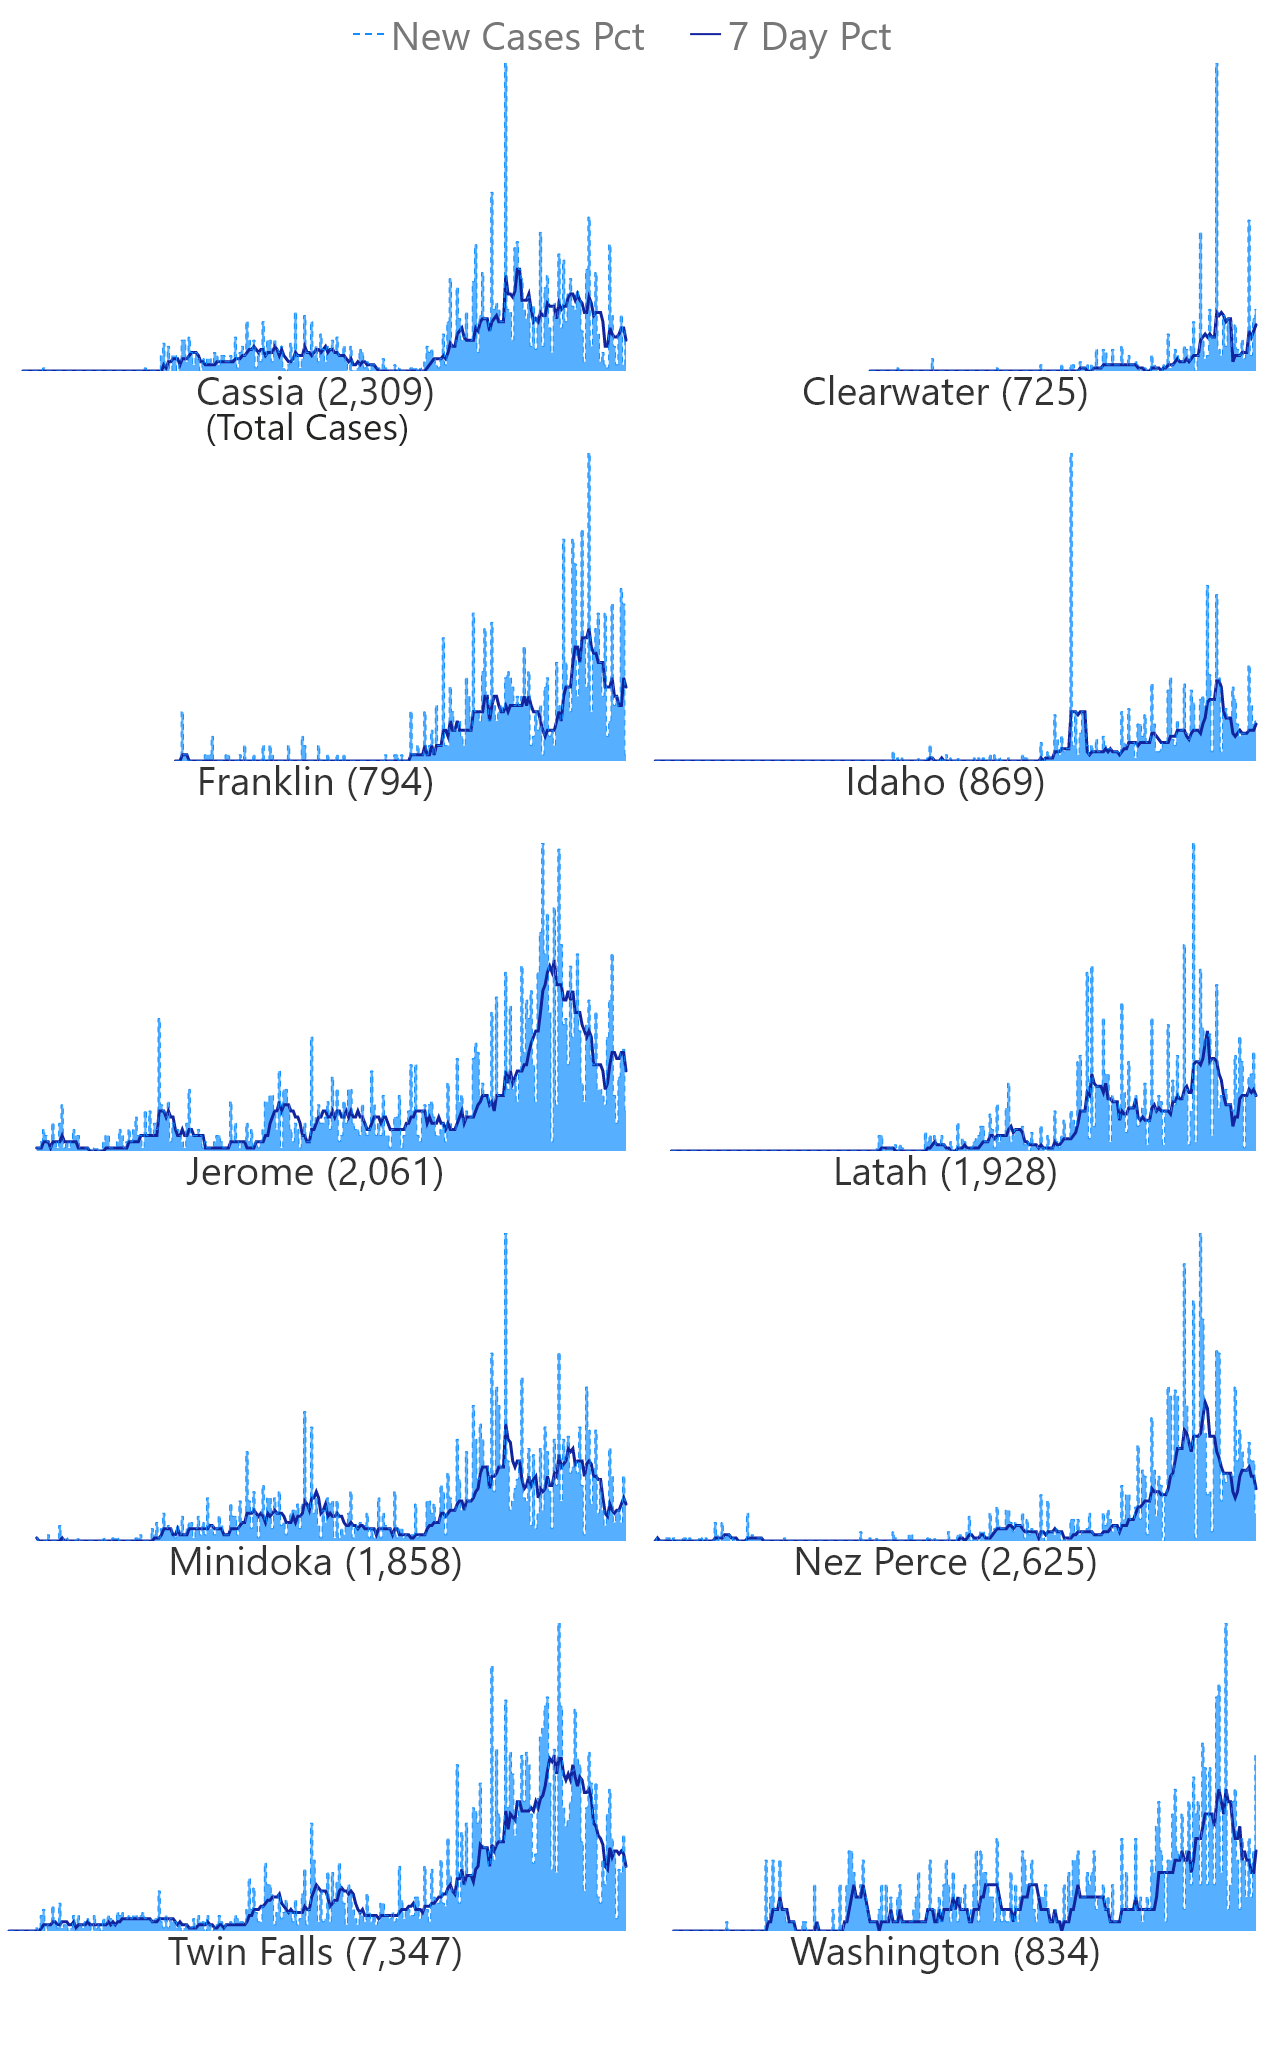 New Cases Pct 7 Day Pct
Cassia (2,309) Clearwater (725)
(Total Cases)
Franklin (794) Idaho (869)
Jerome (2,061) Latah (1,928)
Minidoka (1,858) Nez Perce (2,625)
Twin Falls (7,347) Washington (834)